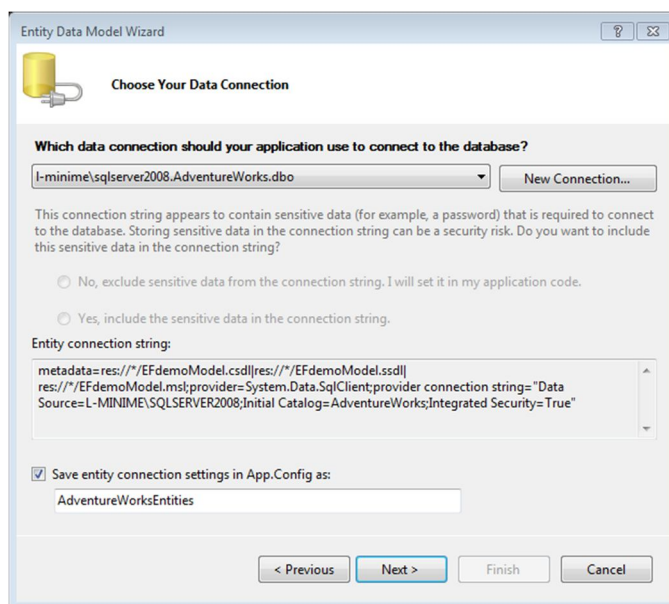 Entity Data Model Wizard
Choose Your Data Connection
Which data connection should your application use to connect to the database?
l-minime\sqlserver2008.AdventureWorks.dbo
New Connection...
This connection string appears to contain sensitive data (for example, a password) that is required to connect
to the database. Storing sensitive data in the connection string can be a security risk. Do you want to include
this sensitive data in the connection string?
No, exclude sensitive data from the connection string. I will set it in my application code.
Yes, include the sensitive data in the connection string.
Entity connection string:
metadata=res://*/EFdemoModel.csdl|res://*/EFdemoModel.ssdl|
res://*/EFdemoModel.msl;provider=System.Data.SqlClient;provider connection string="Data
Source=L-MINIME\SQLSERVER2008;Initial Catalog=AdventureWorks;Integrated Security=True"
Save entity connection settings in App.Config as:
AdventureWorksEntities
< Previous
Next >
Finish
Cancel